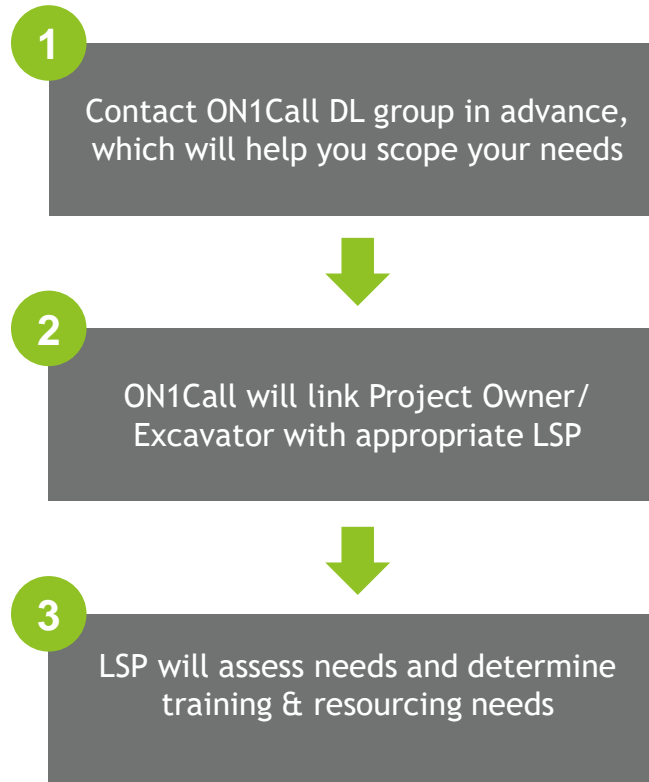 1
Contact ON1Call DL group in advance,
which will help you scope your needs
2
ON1Call will link Project Owner/
Excavator with appropriate LSP
3
LSP will assess needs and determine
training & resourcing needs